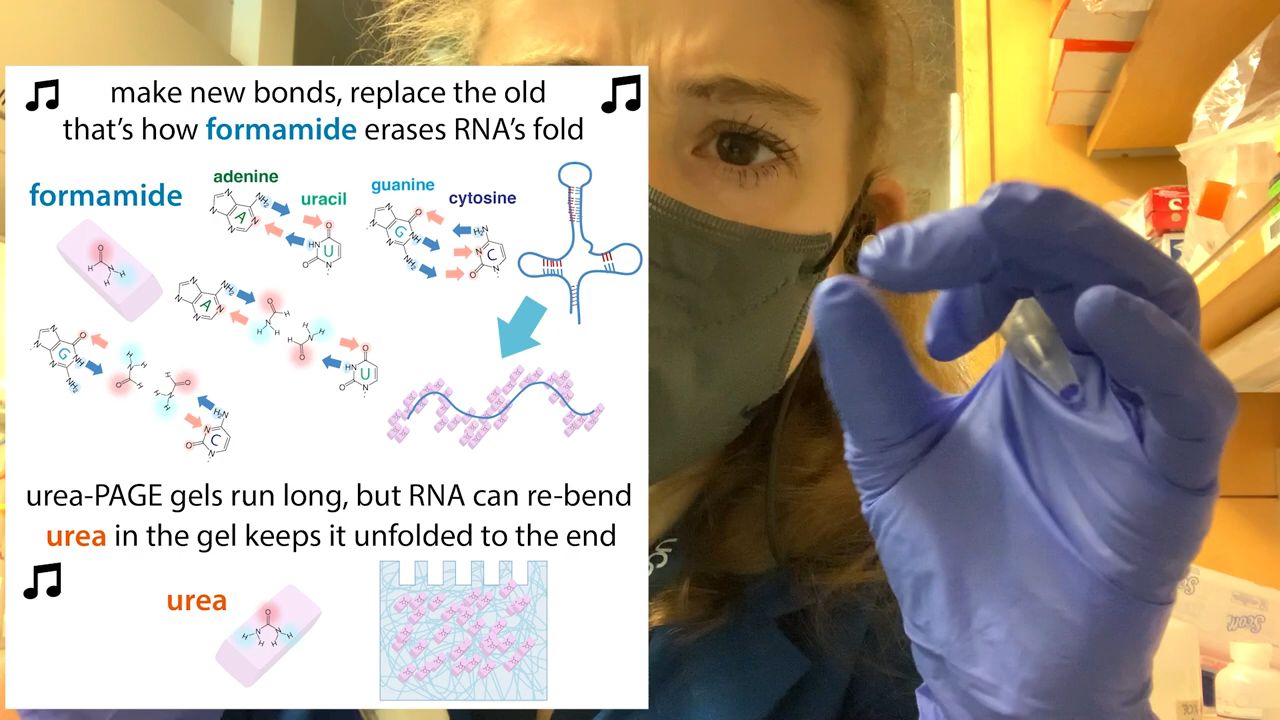 make new bonds, replace the old
that's how formamide erases RNA's fold
formamide
adenine
uracil
guanine
cytosine
urea-PAGE gels run long, but RNA can re-bend
urea in the gel keeps it unfolded to the end
urea
Scott